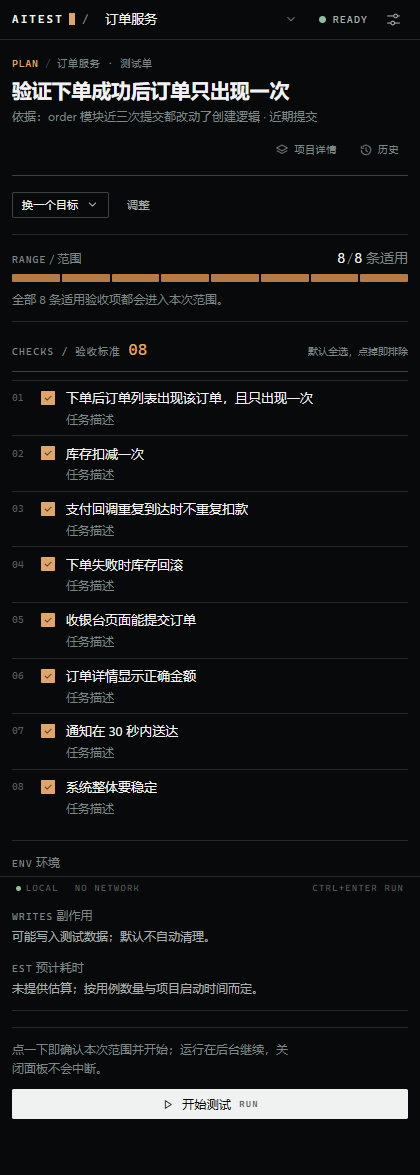 AITEST / 订单服务 READY
PLAN / 订单服务 · 测试单
验证下单成功后订单只出现一次
依据：order 模块近三次提交都改动了创建逻辑 · 近期提交
项目详情 历史
换一个目标 调整
RANGE / 范围 8/8 条适用
全部 8 条适用验收项都会进入本次范围。
CHECKS / 验收标准 08 默认全选，点掉即排除
01 下单后订单列表出现该订单，且只出现一次
任务描述
02 库存扣减一次
任务描述
03 支付回调重复到达时不重复扣款
任务描述
04 下单失败时库存回滚
任务描述
05 收银台页面能提交订单
任务描述
06 订单详情显示正确金额
任务描述
07 通知在 30 秒内送达
任务描述
08 系统整体要稳定
任务描述
ENV 环境
LOCAL NO NETWORK CTRL+ENTER RUN
WRITES 副作用
可能写入测试数据；默认不自动清理。
EST 预计耗时
未提供估算；按用例数量与项目启动时间而定。
点一下即确认本次范围并开始；运行在后台继续，关
闭面板不会中断。
开始测试 RUN